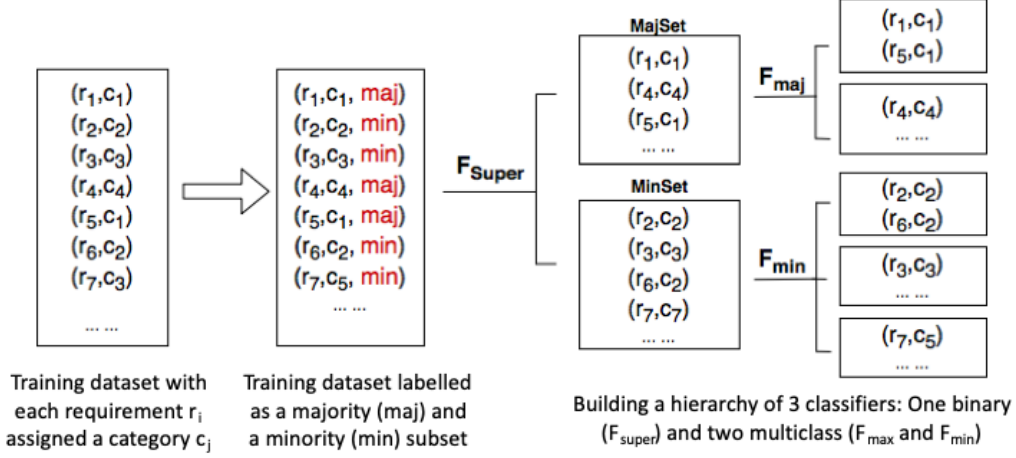 (r1,c1)
(r2,c2)
(r3,c3)
(r4,c4)
(r5,c1)
(r6,c2)
(r7,c3)
... ...
Training dataset with
each requirement ri
assigned a category cj
(r1,c1, maj)
(r2,c2, min)
(r3,c3, min)
(r4,c4, maj)
(r5,c1, maj)
(r6,c2, min)
(r7,c5, min)
... ...
Training dataset labelled
as a majority (maj) and
a minority (min) subset
FSuper
MajSet
(r1,c1)
(r4,c4)
(r5,c1)
... ...
MinSet
(r2,c2)
(r3,c3)
(r6,c2)
(r7,c7)
... ...
Fmaj
(r1,c1)
(r5,c1)
(r4,c4)
... ...
Fmin
(r2,c2)
(r6,c2)
(r3,c3)
... ...
(r7,c5)
... ...
Building a hierarchy of 3 classifiers: One binary
(Fsuper) and two multiclass (Fmax and Fmin)